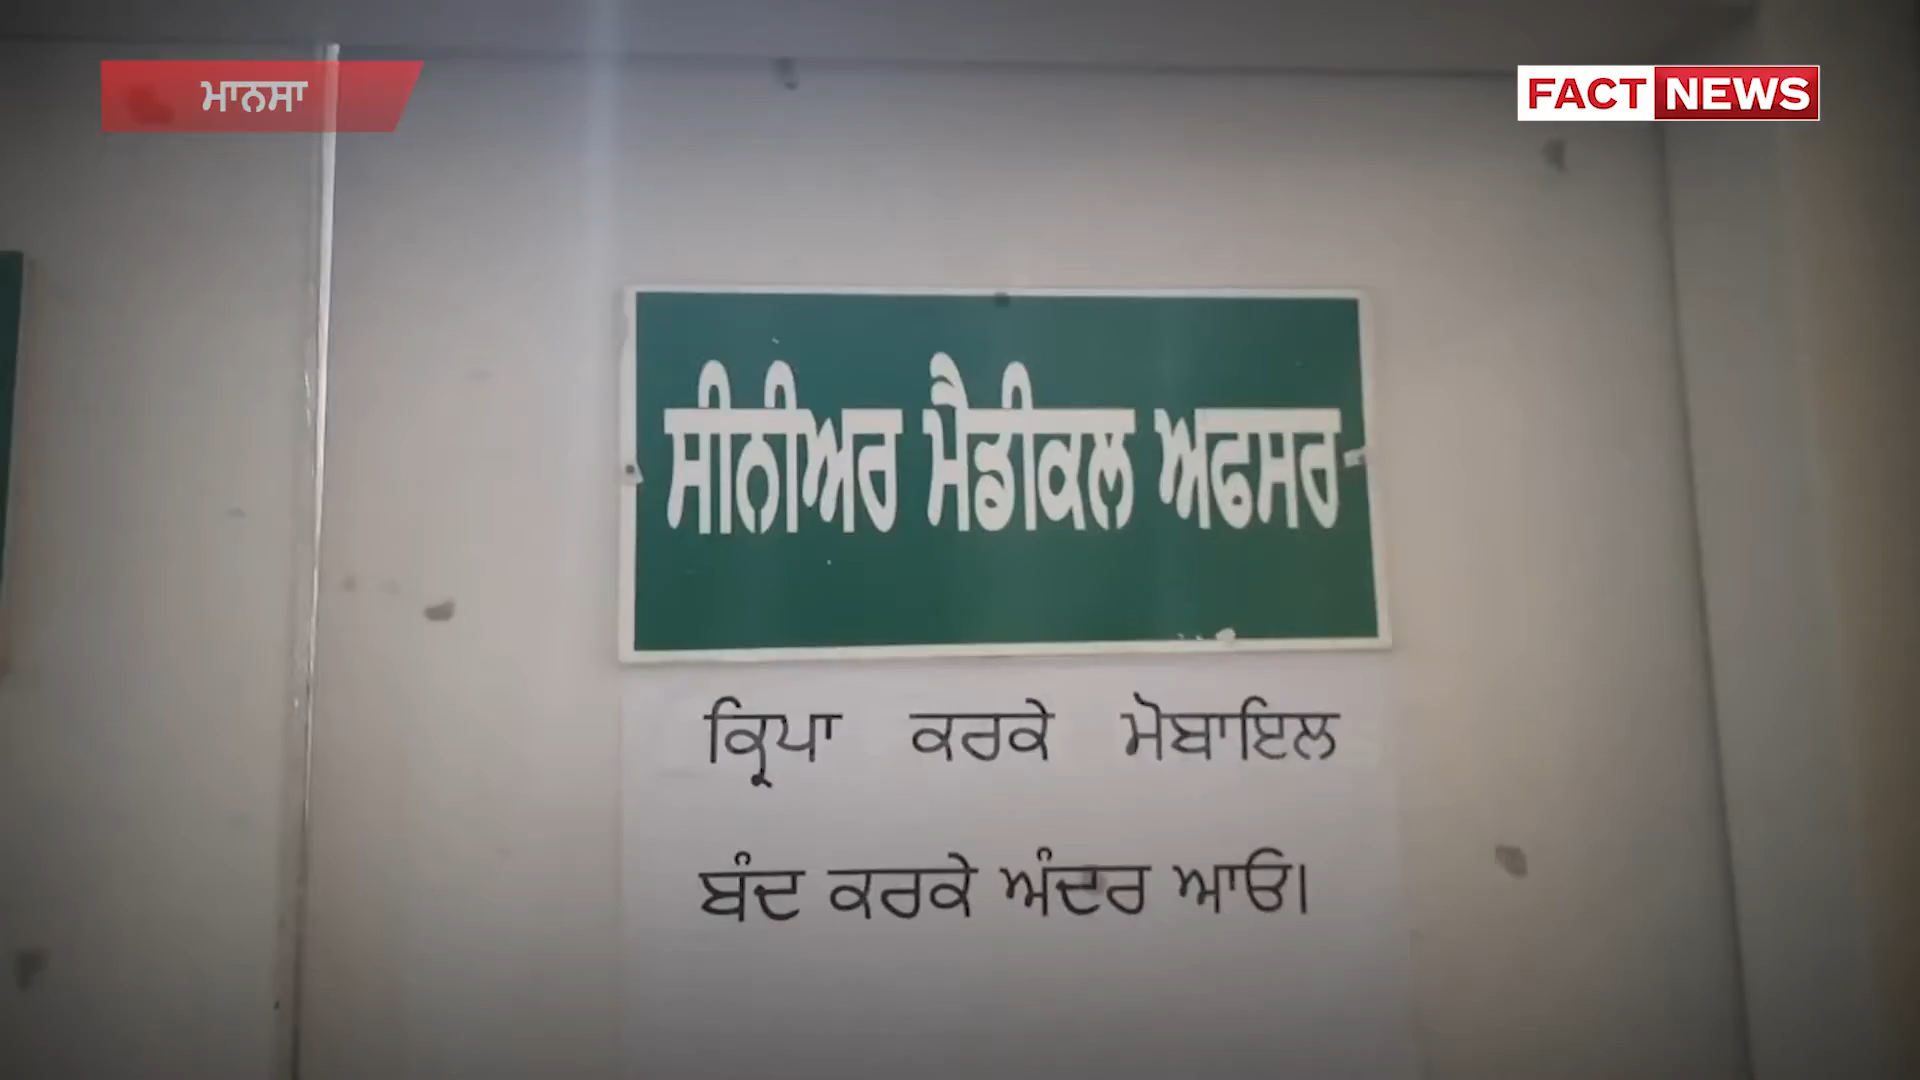 ਮਾਨਸਾ
FACT NEWS
ਸੀਨੀਅਰ ਮੈਡੀਕਲ ਅਫਸਰ
ਕ੍ਰਿਪਾ ਕਰਕੇ ਮੋਬਾਇਲ
ਬੰਦ ਕਰਕੇ ਅੰਦਰ ਆਓ।